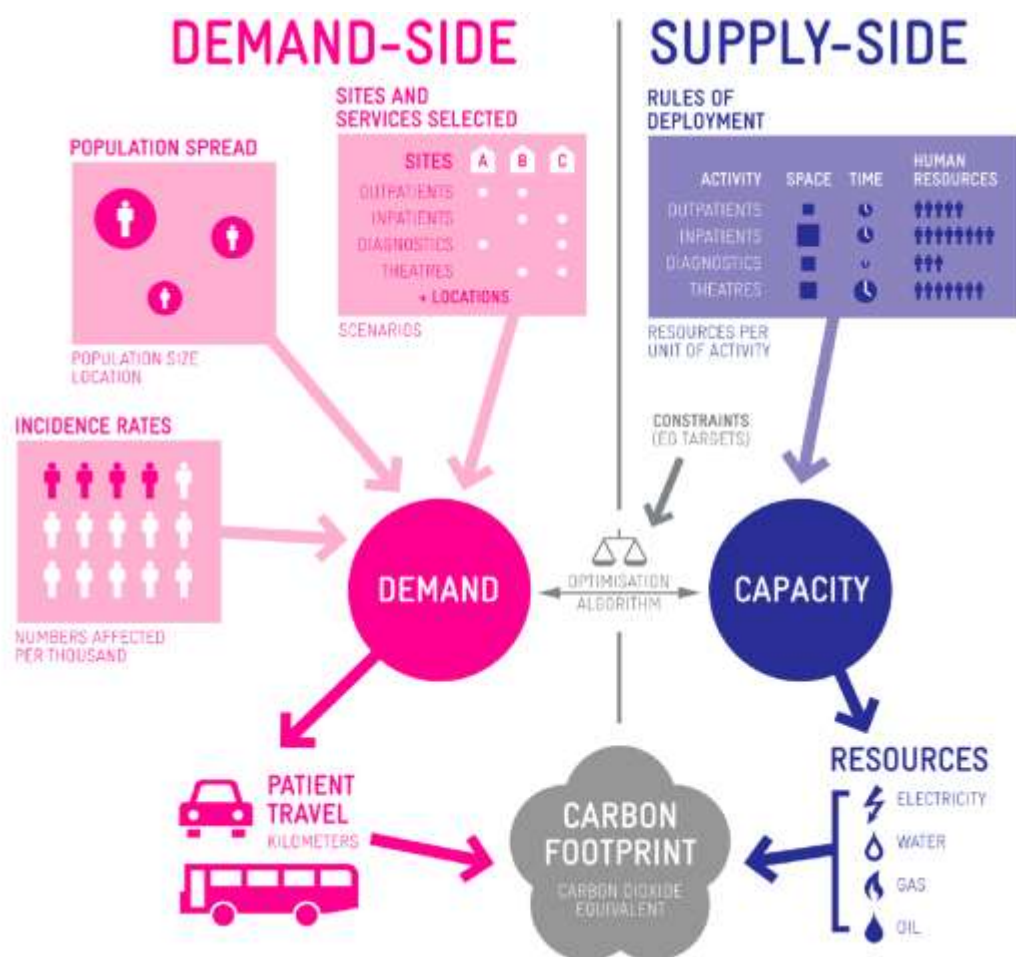 DEMAND-SIDE
SUPPLY-SIDE
SITES AND
SERVICES SELECTED
SITES A B C
OUTPATIENTS
INPATIENTS
DIAGNOSTICS
THEATRES
+ LOCATIONS
SCENARIOS
RULES OF
DEPLOYMENT
ACTIVITY SPACE TIME HUMAN
RESOURCES
OUTPATIENTS
INPATIENTS
DIAGNOSTICS
THEATRES
RESOURCES PER
UNIT OF ACTIVITY
POPULATION SPREAD
POPULATION SIZE
LOCATION
INCIDENCE RATES
NUMBERS AFFECTED
PER THOUSAND
CONSTRAINTS
(EG TARGETS)
DEMAND
OPTIMISATION
ALGORITHM
CAPACITY
PATIENT
TRAVEL
KILOMETERS
CARBON
FOOTPRINT
CARBON DIOXIDE
EQUIVALENT
RESOURCES
ELECTRICITY
WATER
GAS
OIL